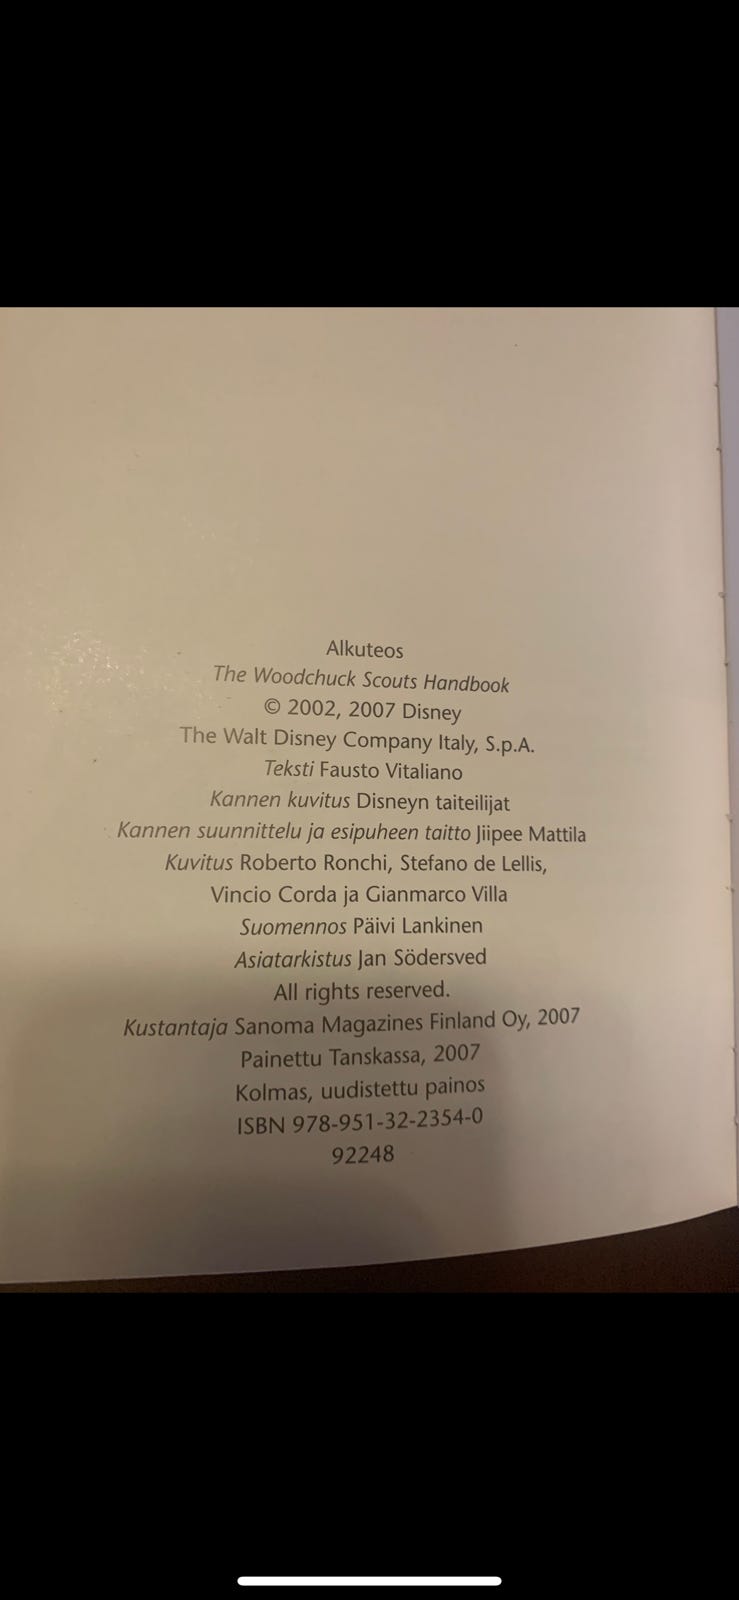 Alkuteos
The Woodchuck Scouts Handbook
© 2002, 2007 Disney
The Walt Disney Company Italy, S.p.A.
Teksti Fausto Vitaliano
Kannen kuvitus Disneyn taiteilijat
Kannen suunnittelu ja esipuheen taitto Jiipee Mattila
Kuvitus Roberto Ronchi, Stefano de Lellis,
Vincio Corda ja Gianmarco Villa
Suomennos Päivi Lankinen
Asiatarkistus Jan Södersved
All rights reserved.
Kustantaja Sanoma Magazines Finland Oy, 2007
Painettu Tanskassa, 2007
Kolmas, uudistettu painos
ISBN 978-951-32-2354-0
92248